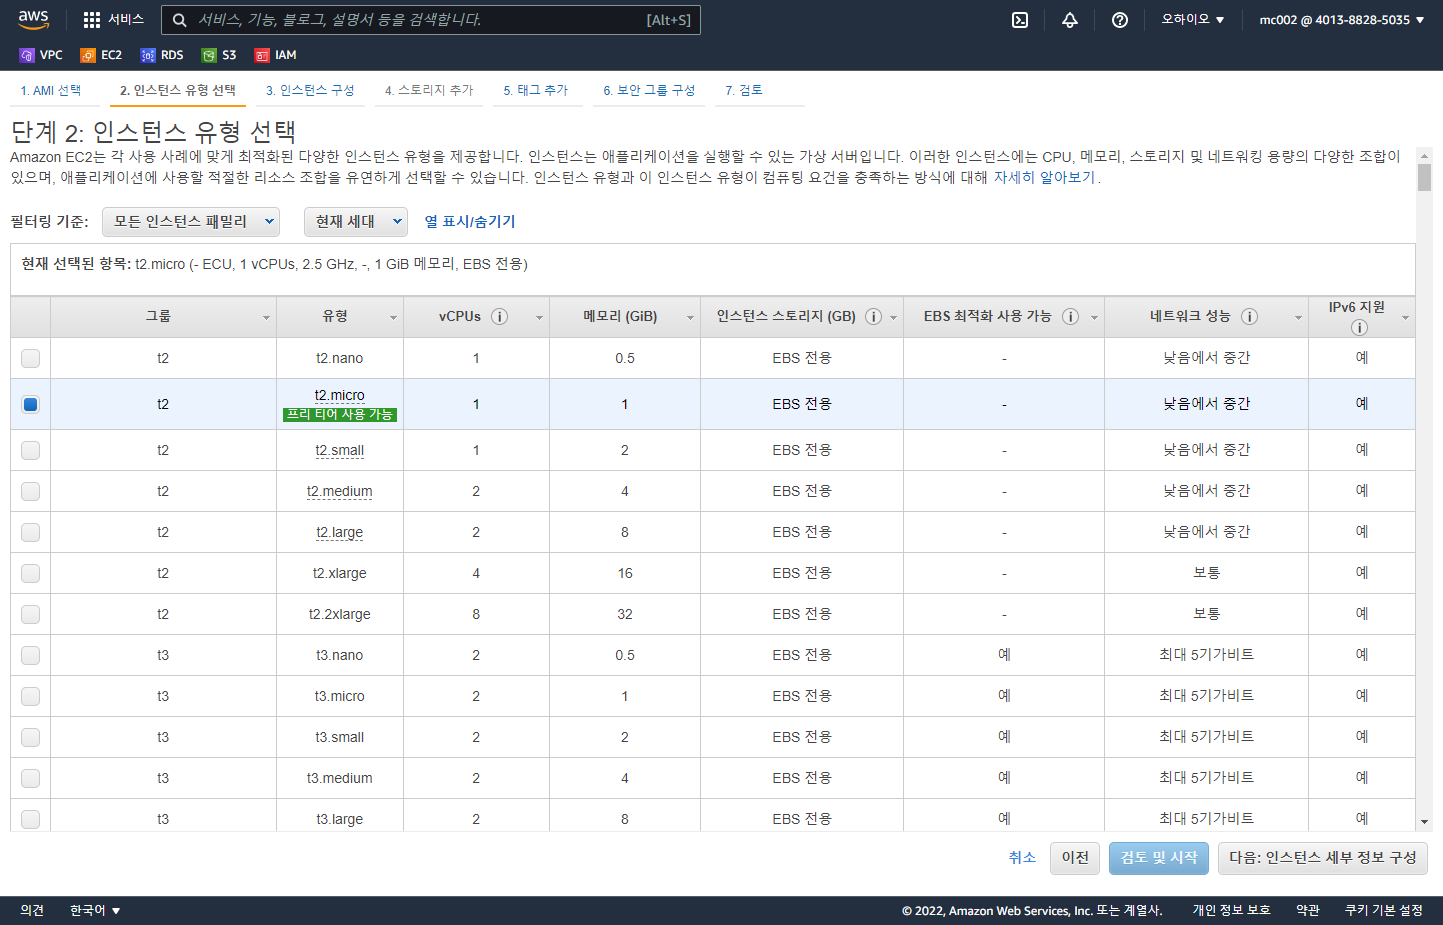 aws 서비스 서비스, 기능, 블로그, 설명서 등을 검색합니다. [Alt+S] 오하이오 ▼ mc002 @ 4013-8828-5035 ▼
VPC EC2 RDS S3 IAM
1. AMI 선택 2. 인스턴스 유형 선택 3. 인스턴스 구성 4. 스토리지 추가 5. 태그 추가 6. 보안 그룹 구성 7. 검토
단계 2: 인스턴스 유형 선택
Amazon EC2는 각 사용 사례에 맞게 최적화된 다양한 인스턴스 유형을 제공합니다. 인스턴스는 애플리케이션을 실행할 수 있는 가상 서버입니다. 이러한 인스턴스에는 CPU, 메모리, 스토리지 및 네트워킹 용량의 다양한 조합이
있으며, 애플리케이션에 사용할 적절한 리소스 조합을 유연하게 선택할 수 있습니다. 인스턴스 유형과 이 인스턴스 유형이 컴퓨팅 요건을 충족하는 방식에 대해 자세히 알아보기.
필터링 기준: 모든 인스턴스 패밀리 현재 세대 열 표시/숨기기
현재 선택된 항목: t2.micro (- ECU, 1 vCPUs, 2.5 GHz, -, 1 GiB 메모리, EBS 전용)
그룹 유형 vCPUs 메모리 (GiB) 인스턴스 스토리지 (GB) EBS 최적화 사용 가능 네트워크 성능 IPv6 지원
t2 t2.nano 1 0.5 EBS 전용 - 낮음에서 중간 예
t2 t2.micro 1 1 EBS 전용 - 낮음에서 중간 예
프리 티어 사용 가능
t2 t2.small 1 2 EBS 전용 - 낮음에서 중간 예
t2 t2.medium 2 4 EBS 전용 - 낮음에서 중간 예
t2 t2.large 2 8 EBS 전용 - 낮음에서 중간 예
t2 t2.xlarge 4 16 EBS 전용 - 보통 예
t2 t2.2xlarge 8 32 EBS 전용 - 보통 예
t3 t3.nano 2 0.5 EBS 전용 예 최대 5기가비트 예
t3 t3.micro 2 1 EBS 전용 예 최대 5기가비트 예
t3 t3.small 2 2 EBS 전용 예 최대 5기가비트 예
t3 t3.medium 2 4 EBS 전용 예 최대 5기가비트 예
t3 t3.large 2 8 EBS 전용 예 최대 5기가비트 예
취소 이전 검토 및 시작 다음: 인스턴스 세부 정보 구성
의견 한국어 ▼ © 2022, Amazon Web Services, Inc. 또는 계열사. 개인 정보 보호 약관 쿠키 기본 설정